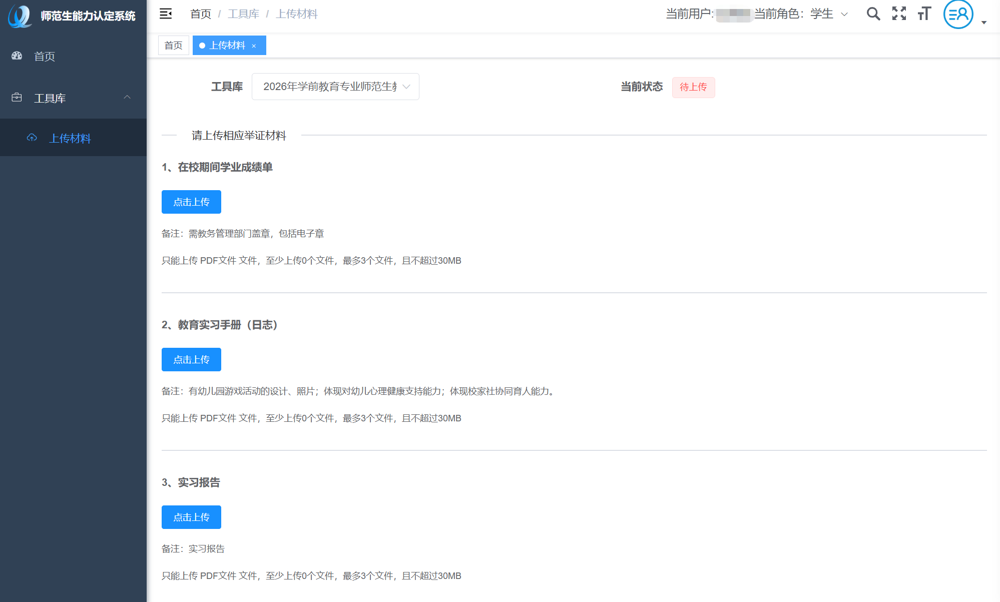 师范生能力认定系统
首页 / 工具库 / 上传材料
当前用户: 当前角色：学生
首页
上传材料 ×
首页
工具库
上传材料
工具库 2026年学前教育专业师范生
当前状态 待上传
请上传相应举证材料
1、在校期间学业成绩单
点击上传
备注：需教务管理部门盖章，包括电子章
只能上传 PDF文件 文件，至少上传0个文件，最多3个文件，且不超过30MB
2、教育实习手册（日志）
点击上传
备注：有幼儿园游戏活动的设计、照片；体现对幼儿心理健康支持能力；体现校家社协同育人能力。
只能上传 PDF文件 文件，至少上传0个文件，最多3个文件，且不超过30MB
3、实习报告
点击上传
备注：实习报告
只能上传 PDF文件 文件，至少上传0个文件，最多3个文件，且不超过30MB